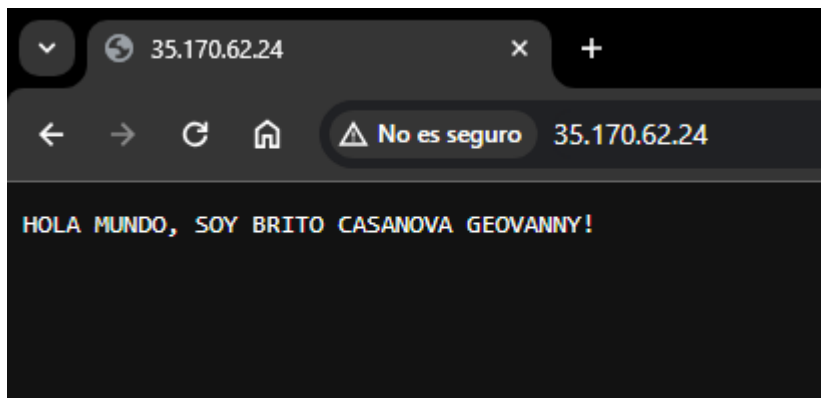 35.170.62.24
No es seguro 35.170.62.24
HOLA MUNDO, SOY BRITO CASANOVA GEOVANNY!